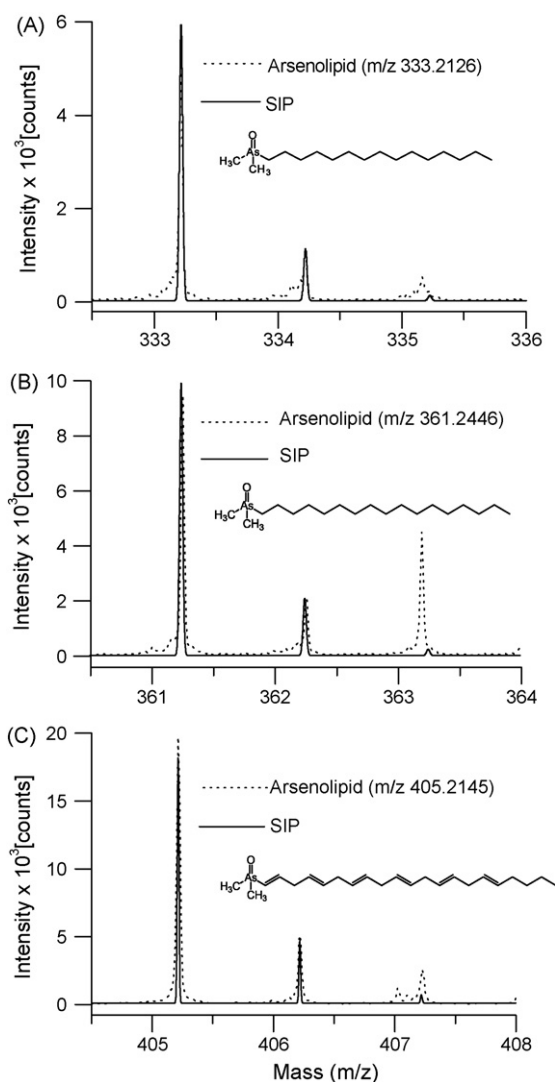 (A)
6
4
2
0
Intensity x 10³[counts]
Arsenolipid (m/z 333.2126)
SIP
O
As
H₃C
CH₃
333
334
335
336
(B)
10
8
6
4
2
0
Intensity x 10³[counts]
Arsenolipid (m/z 361.2446)
SIP
O
As
H₃C
CH₃
361
362
363
364
(C)
20
15
10
5
0
Intensity x 10³[counts]
Arsenolipid (m/z 405.2145)
SIP
O
As
H₃C
CH₃
405
406
407
408
Mass (m/z)